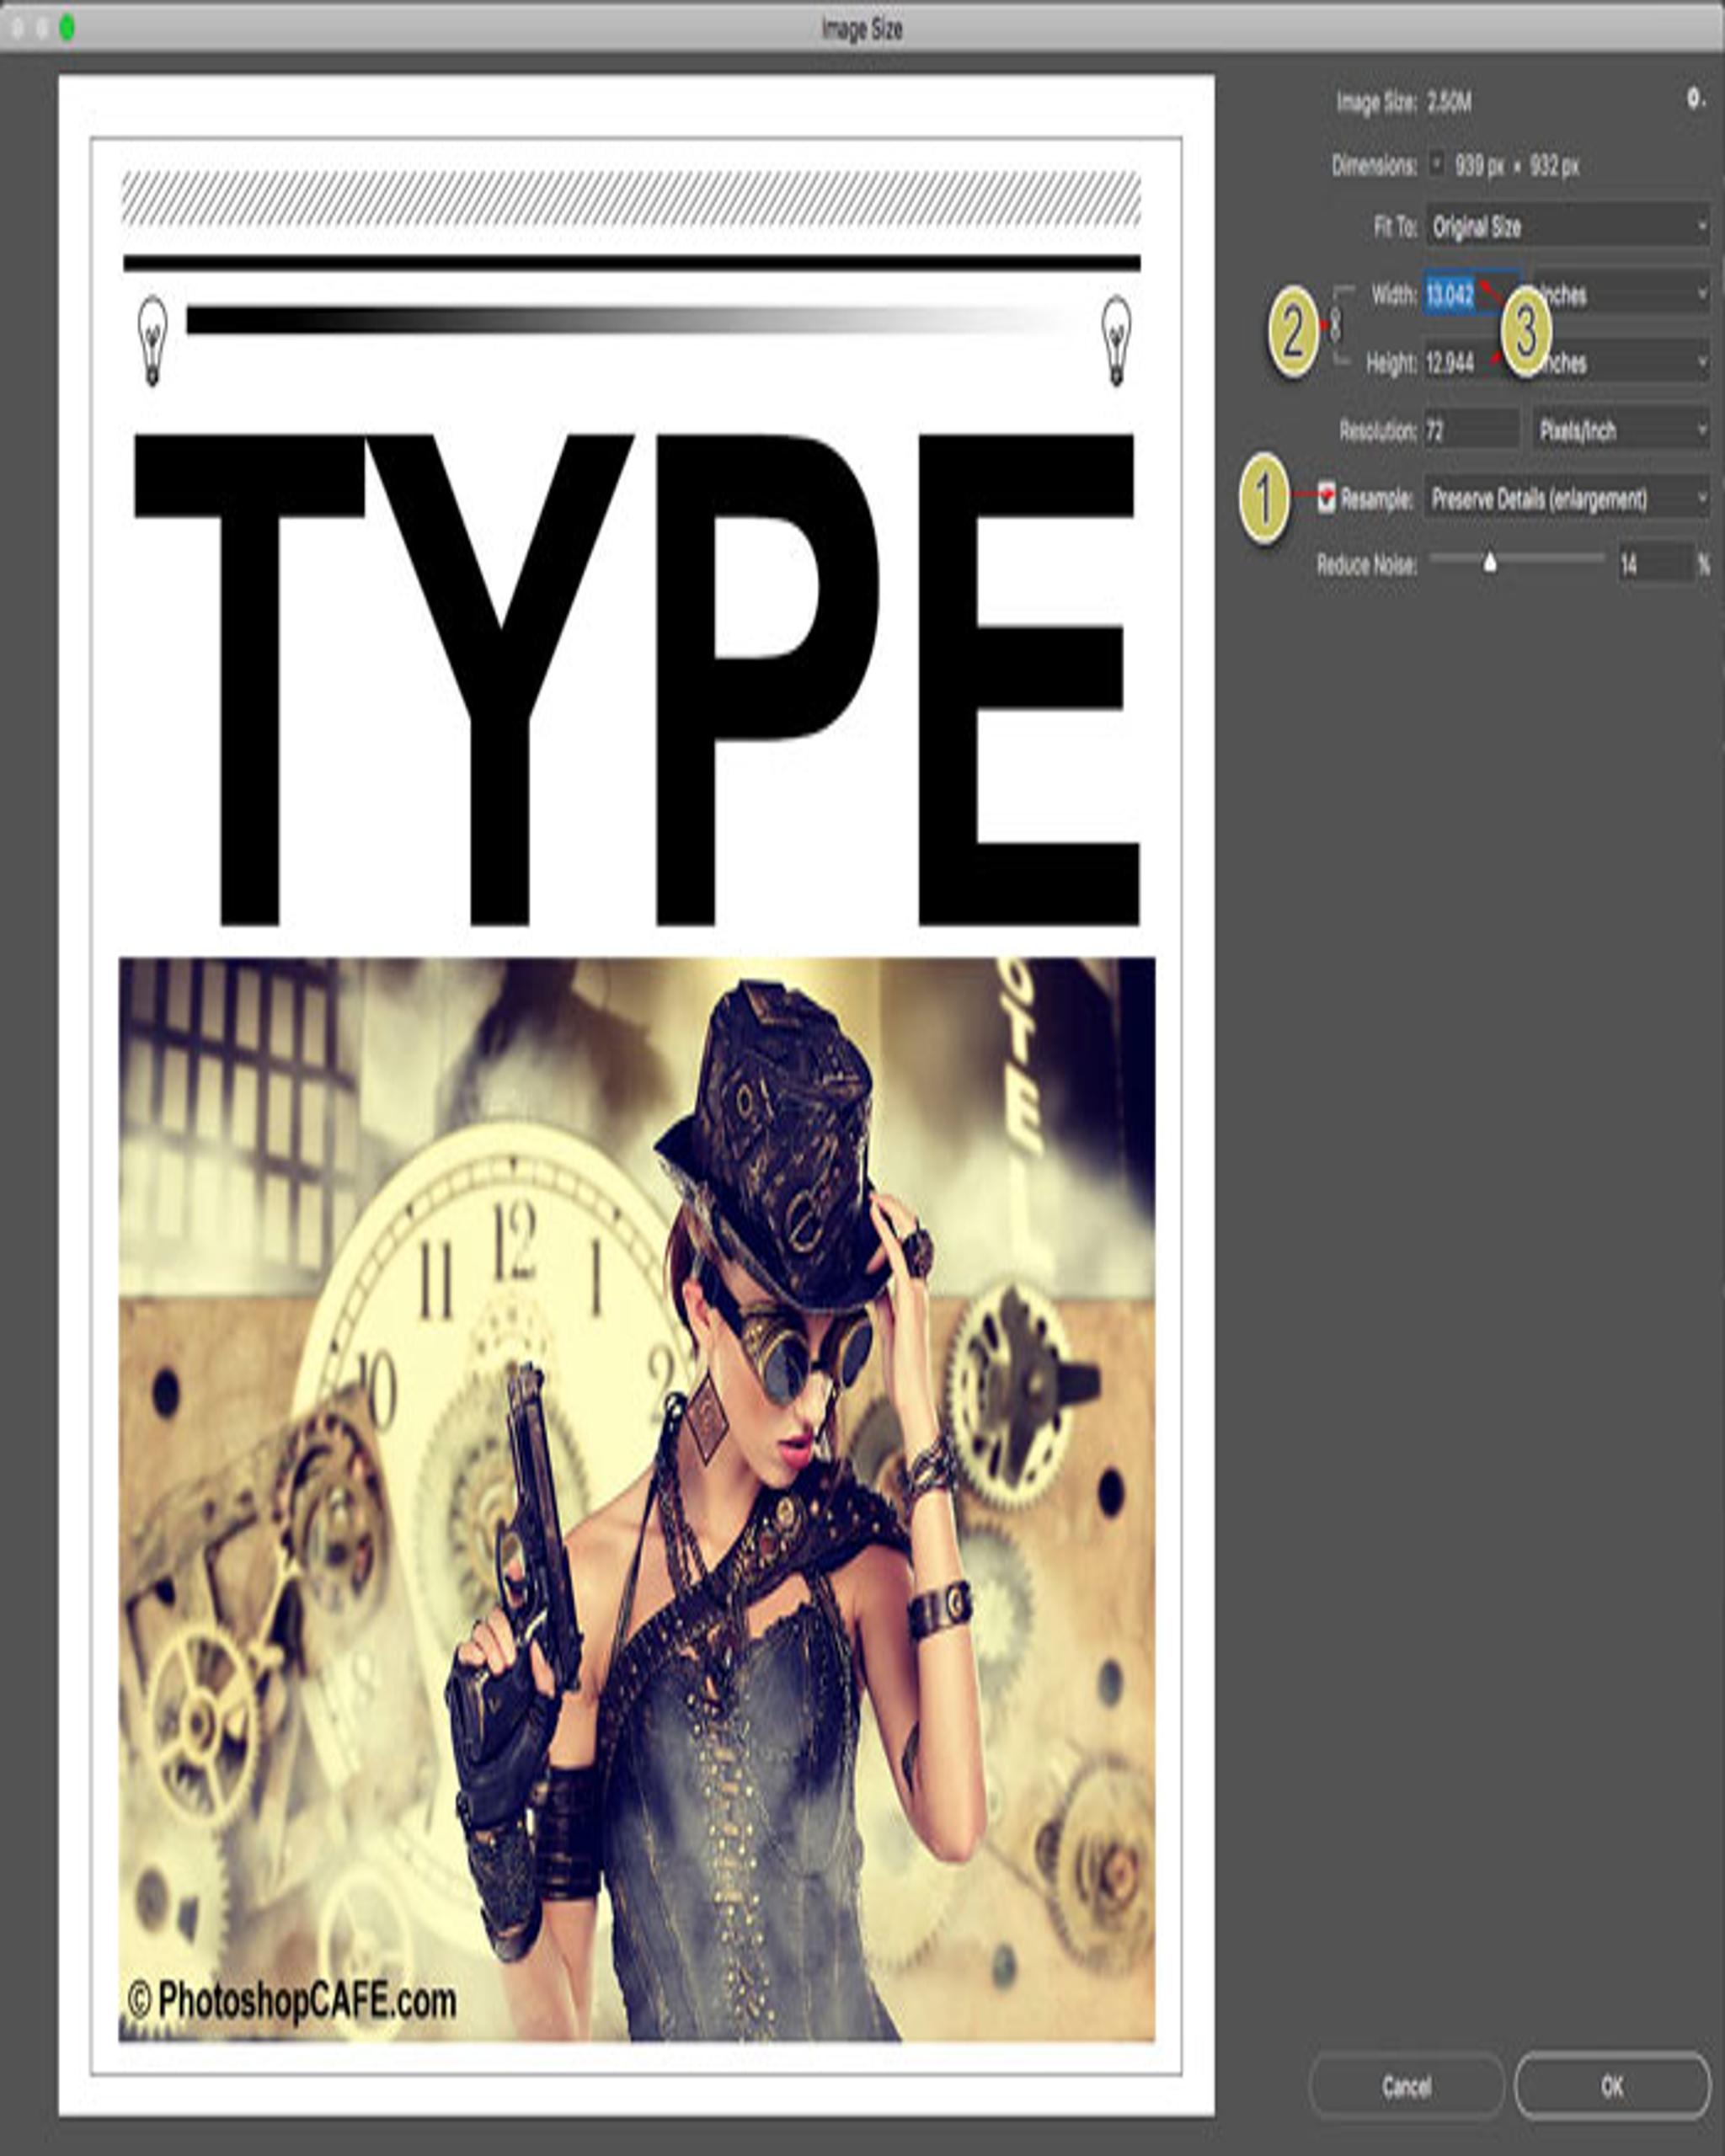 Image Size
Image Size: 2.50M
Dimensions: 939 px × 932 px
Fit To: Original Size
2
Width: 13.042 Inches
3
Height: 12.944 Inches
Resolution: 72 Pixels/Inch
1
Resample: Preserve Details (enlargement)
Reduce Noise: 14 %
TYPE
12
11 1
10 2
© PhotoshopCAFE.com
Cancel OK